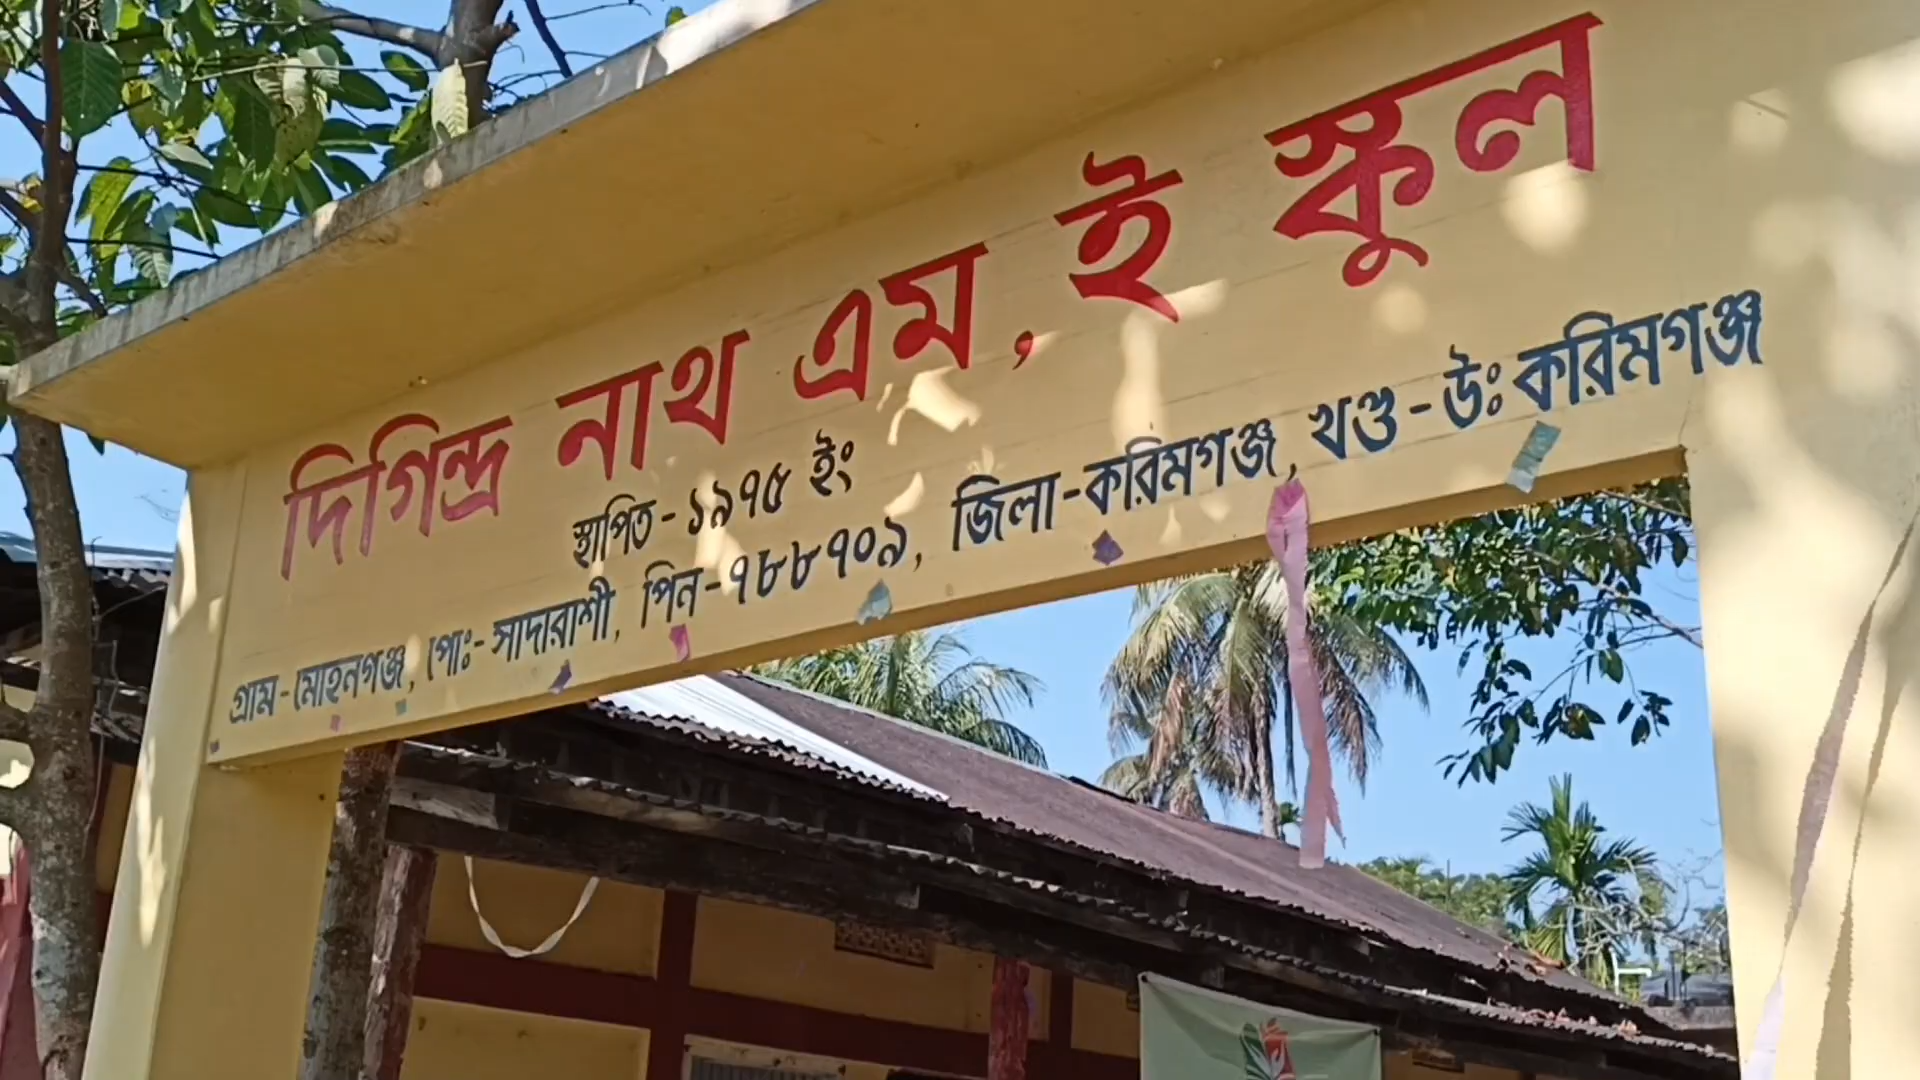 দিগিন্দ্র নাথ এম, ই স্কুল
স্থাপিত - ১৯৭৫ ইং
গ্রাম - মোহনগঞ্জ, পোঃ - সাদারাশী, পিন - ৭৮৮৭০৯, জিলা - করিমগঞ্জ, খণ্ড - উঃ করিমগঞ্জ